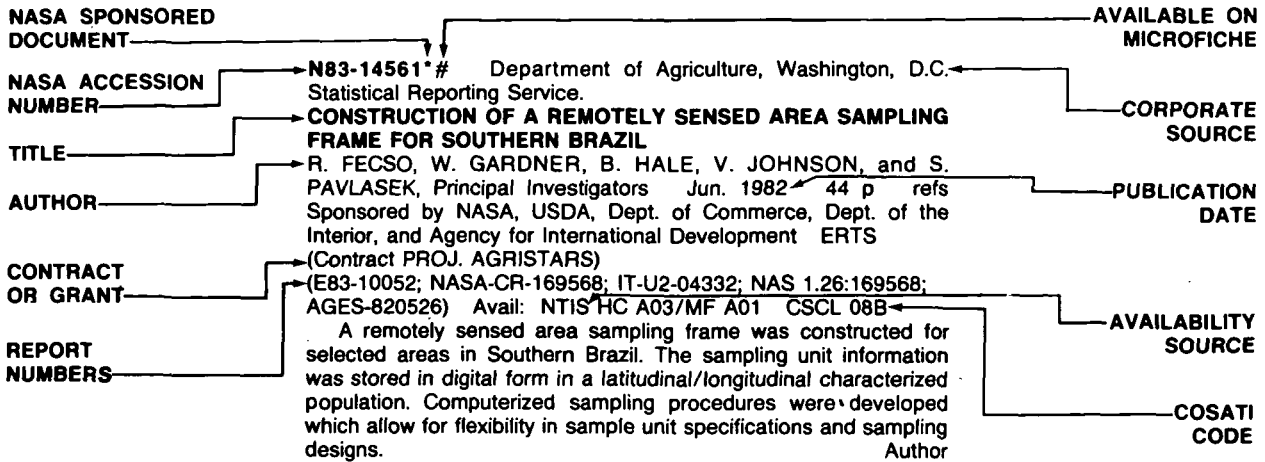 NASA SPONSORED
DOCUMENT
AVAILABLE ON
MICROFICHE
NASA ACCESSION
NUMBER
N83-14561*# Department of Agriculture, Washington, D.C.
Statistical Reporting Service.
CORPORATE
SOURCE
TITLE
CONSTRUCTION OF A REMOTELY SENSED AREA SAMPLING
FRAME FOR SOUTHERN BRAZIL
AUTHOR
R. FECSO, W. GARDNER, B. HALE, V. JOHNSON, and S.
PAVLASEK, Principal Investigators Jun. 1982 44 p refs
PUBLICATION
DATE
Sponsored by NASA, USDA, Dept. of Commerce, Dept. of the
Interior, and Agency for International Development ERTS
CONTRACT
OR GRANT
(Contract PROJ. AGRISTARS)
(E83-10052; NASA-CR-169568; IT-U2-04332; NAS 1.26:169568;
AGES-820526) Avail: NTIS HC A03/MF A01 CSCL 08B
AVAILABILITY
SOURCE
REPORT
NUMBERS
A remotely sensed area sampling frame was constructed for
selected areas in Southern Brazil. The sampling unit information
was stored in digital form in a latitudinal/longitudinal characterized
population. Computerized sampling procedures were developed
which allow for flexibility in sample unit specifications and sampling
designs. Author
COSATI
CODE